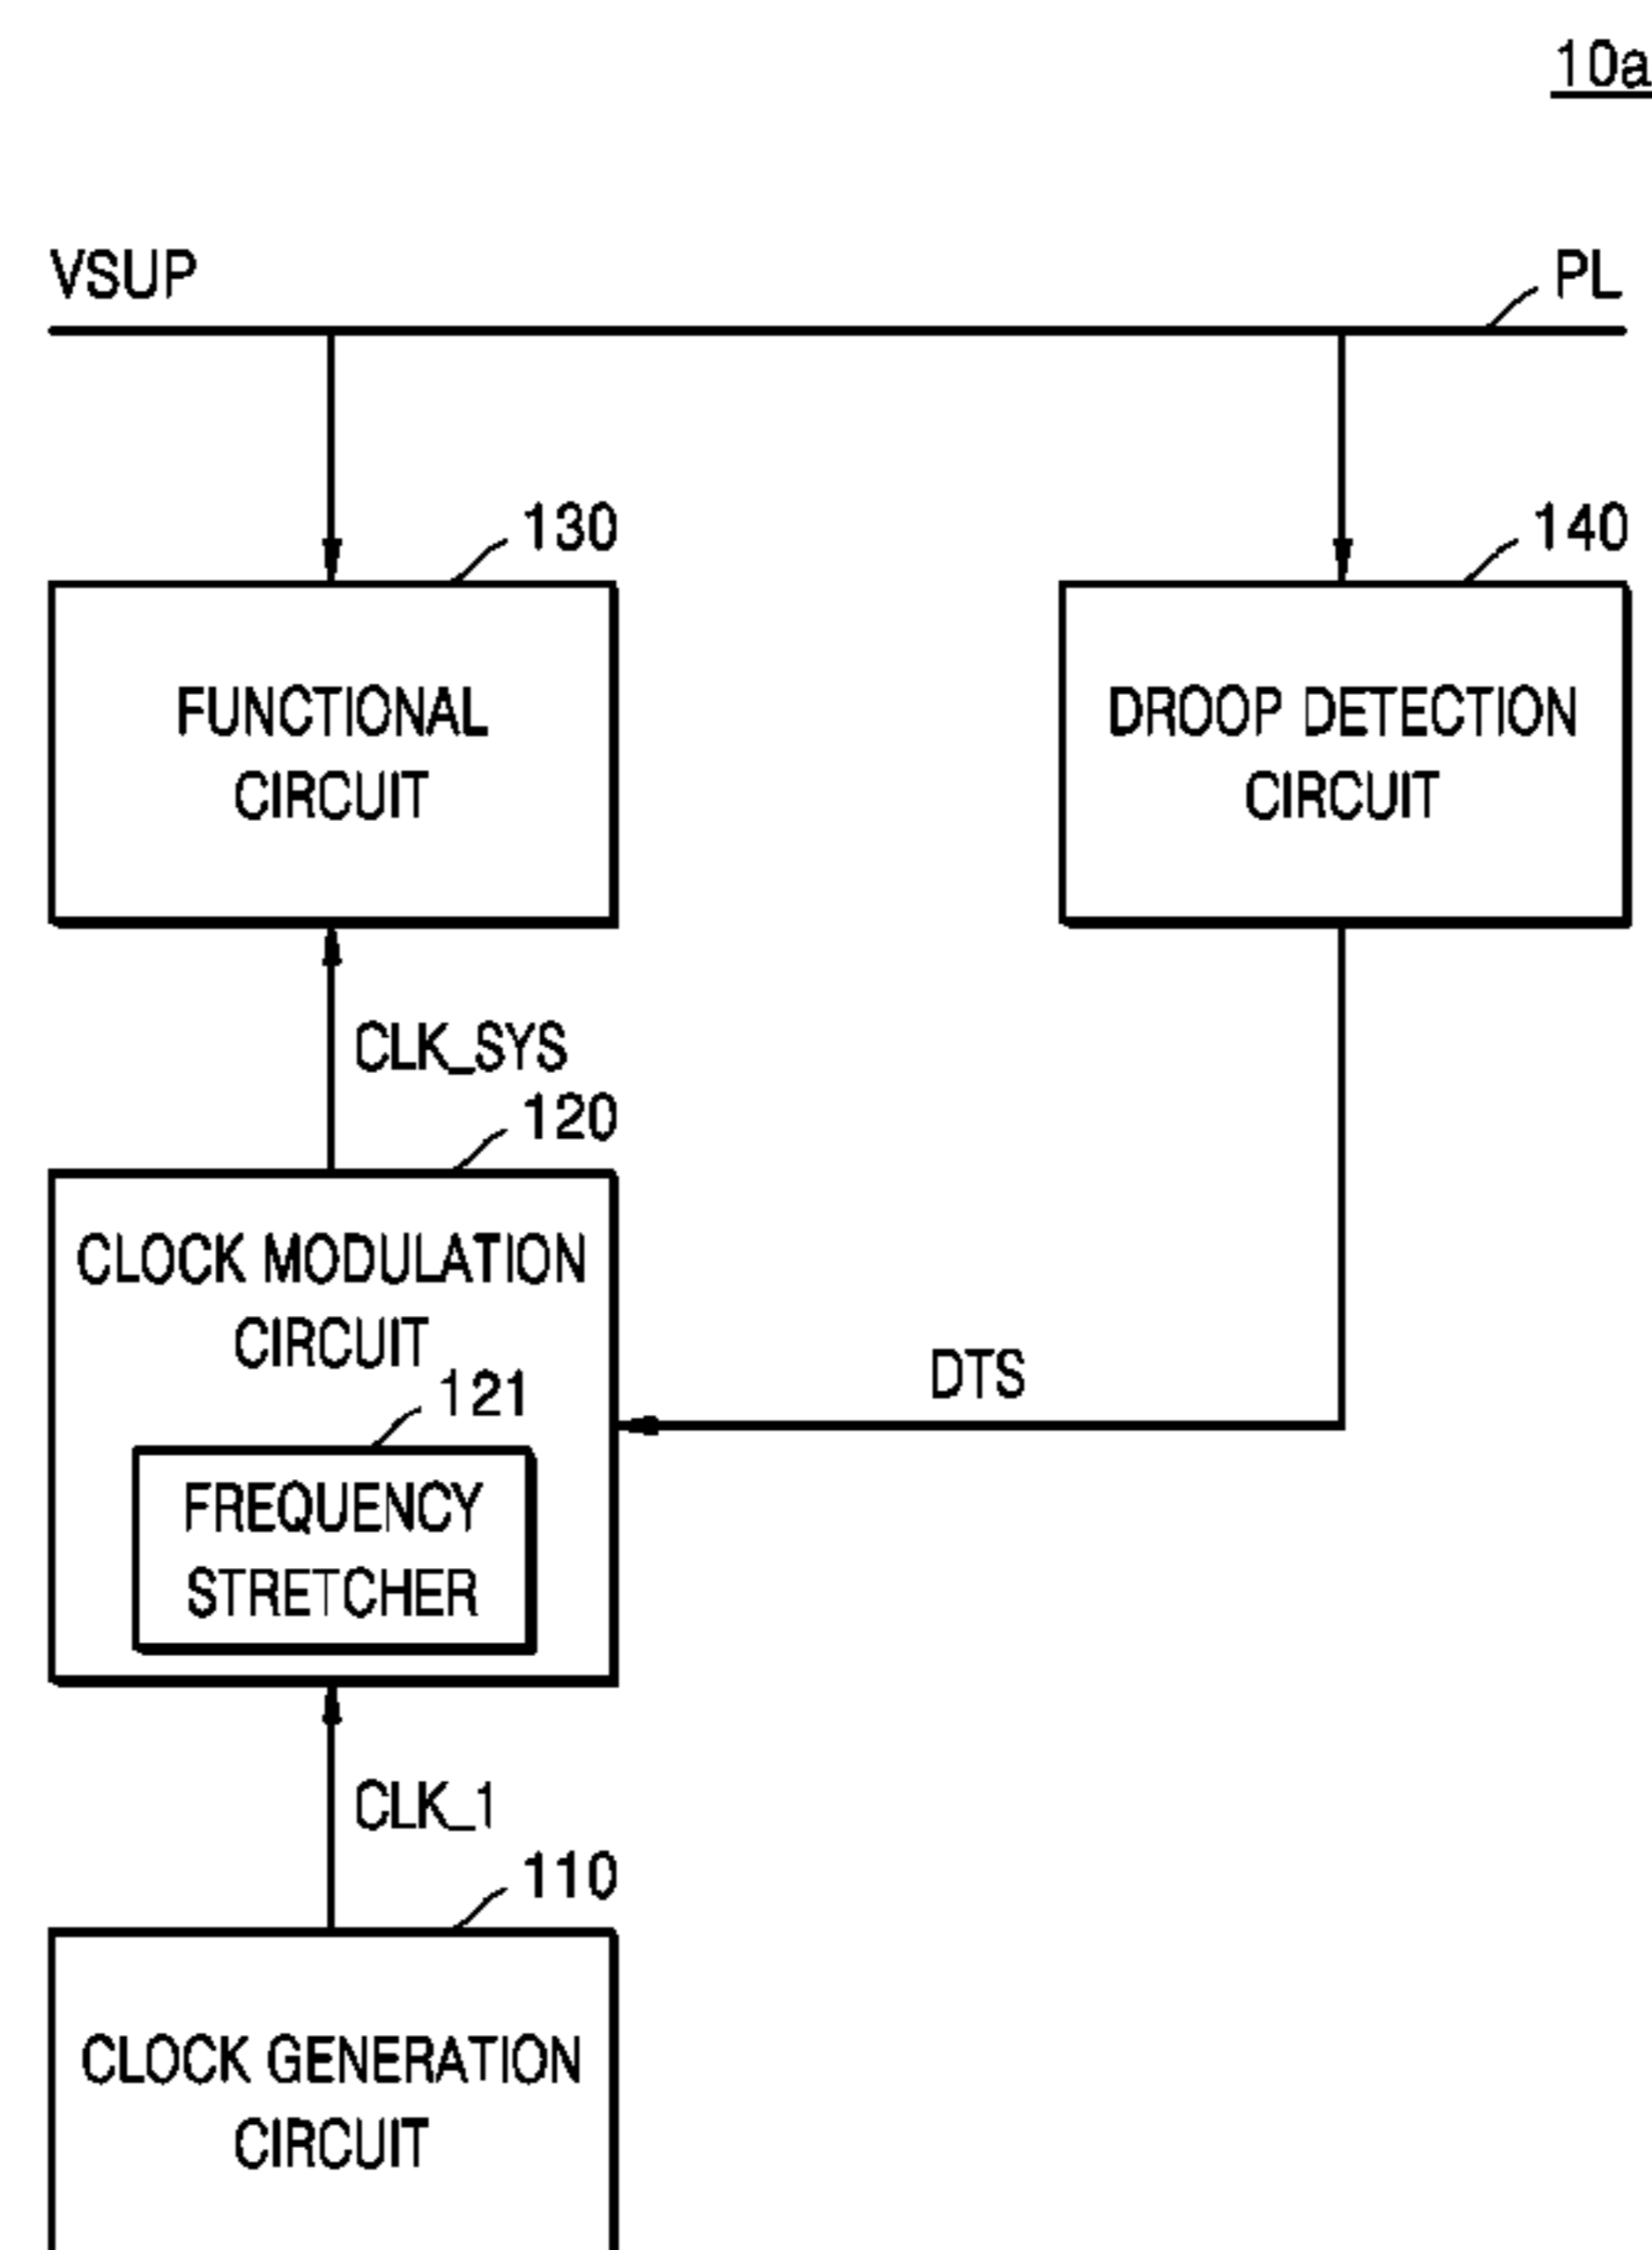 10a
VSUP
PL
130
140
FUNCTIONAL
CIRCUIT
DROOP DETECTION
CIRCUIT
CLK_SYS
120
CLOCK MODULATION
CIRCUIT
DTS
121
FREQUENCY
STRETCHER
CLK_1
110
CLOCK GENERATION
CIRCUIT